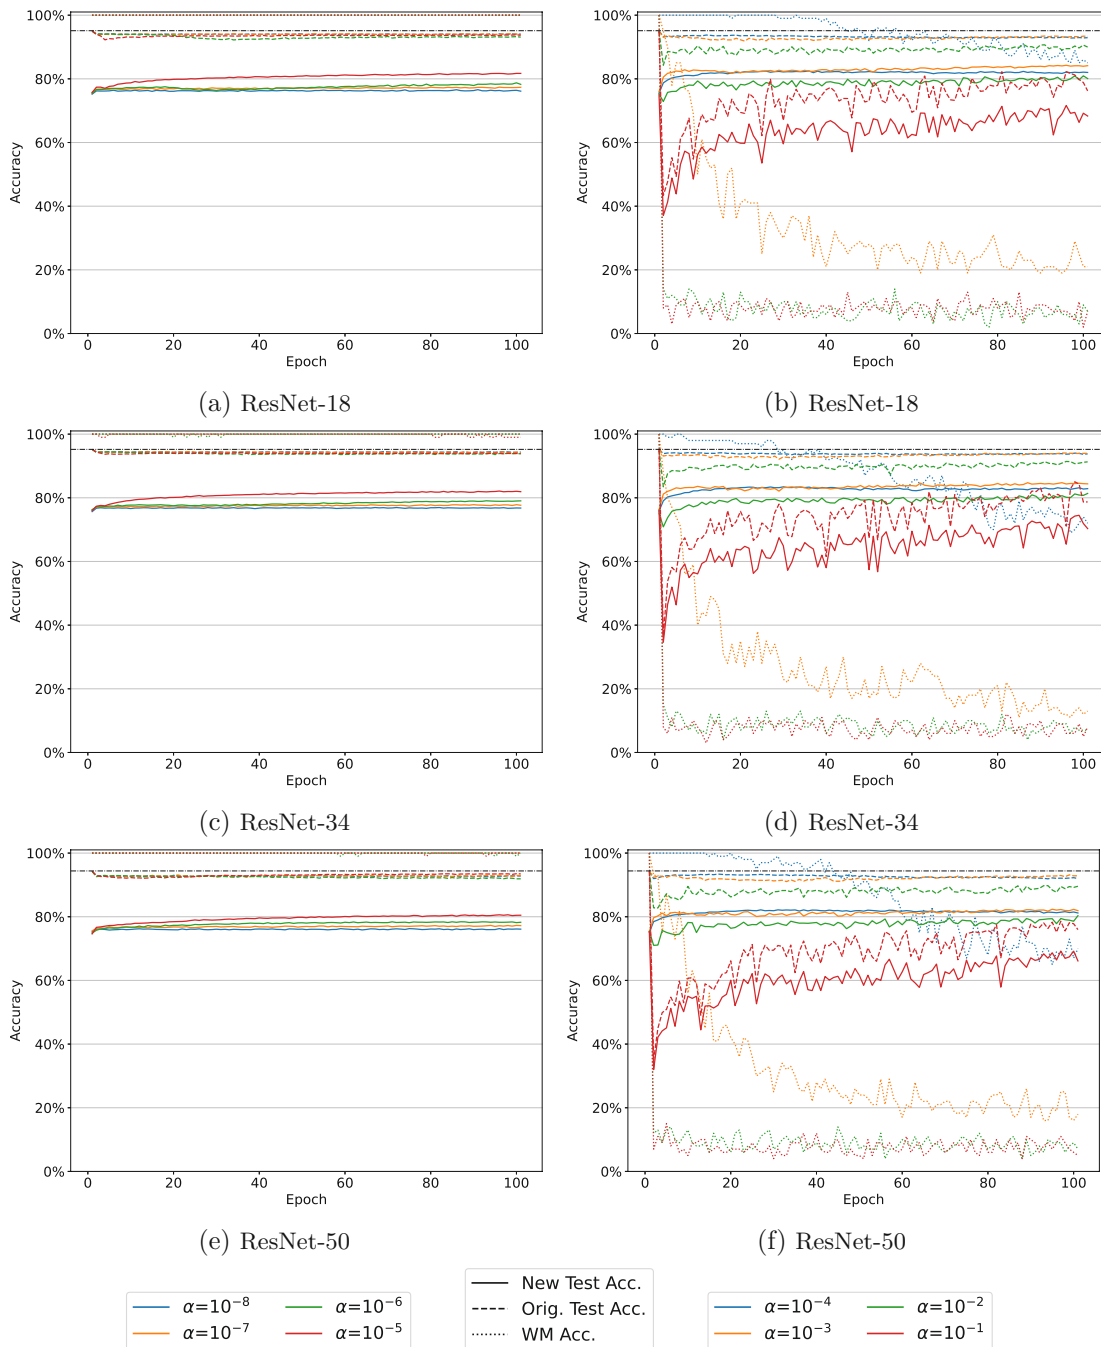 100%
80%
60%
40%
20%
0%
Accuracy
0 20 40 60 80 100
Epoch
(a) ResNet-18
100%
80%
60%
40%
20%
0%
Accuracy
0 20 40 60 80 100
Epoch
(b) ResNet-18
100%
80%
60%
40%
20%
0%
Accuracy
0 20 40 60 80 100
Epoch
(c) ResNet-34
100%
80%
60%
40%
20%
0%
Accuracy
0 20 40 60 80 100
Epoch
(d) ResNet-34
100%
80%
60%
40%
20%
0%
Accuracy
0 20 40 60 80 100
Epoch
(e) ResNet-50
100%
80%
60%
40%
20%
0%
Accuracy
0 20 40 60 80 100
Epoch
(f) ResNet-50
α=10⁻⁸ α=10⁻⁶
α=10⁻⁷ α=10⁻⁵
New Test Acc.
Orig. Test Acc.
WM Acc.
α=10⁻⁴ α=10⁻²
α=10⁻³ α=10⁻¹